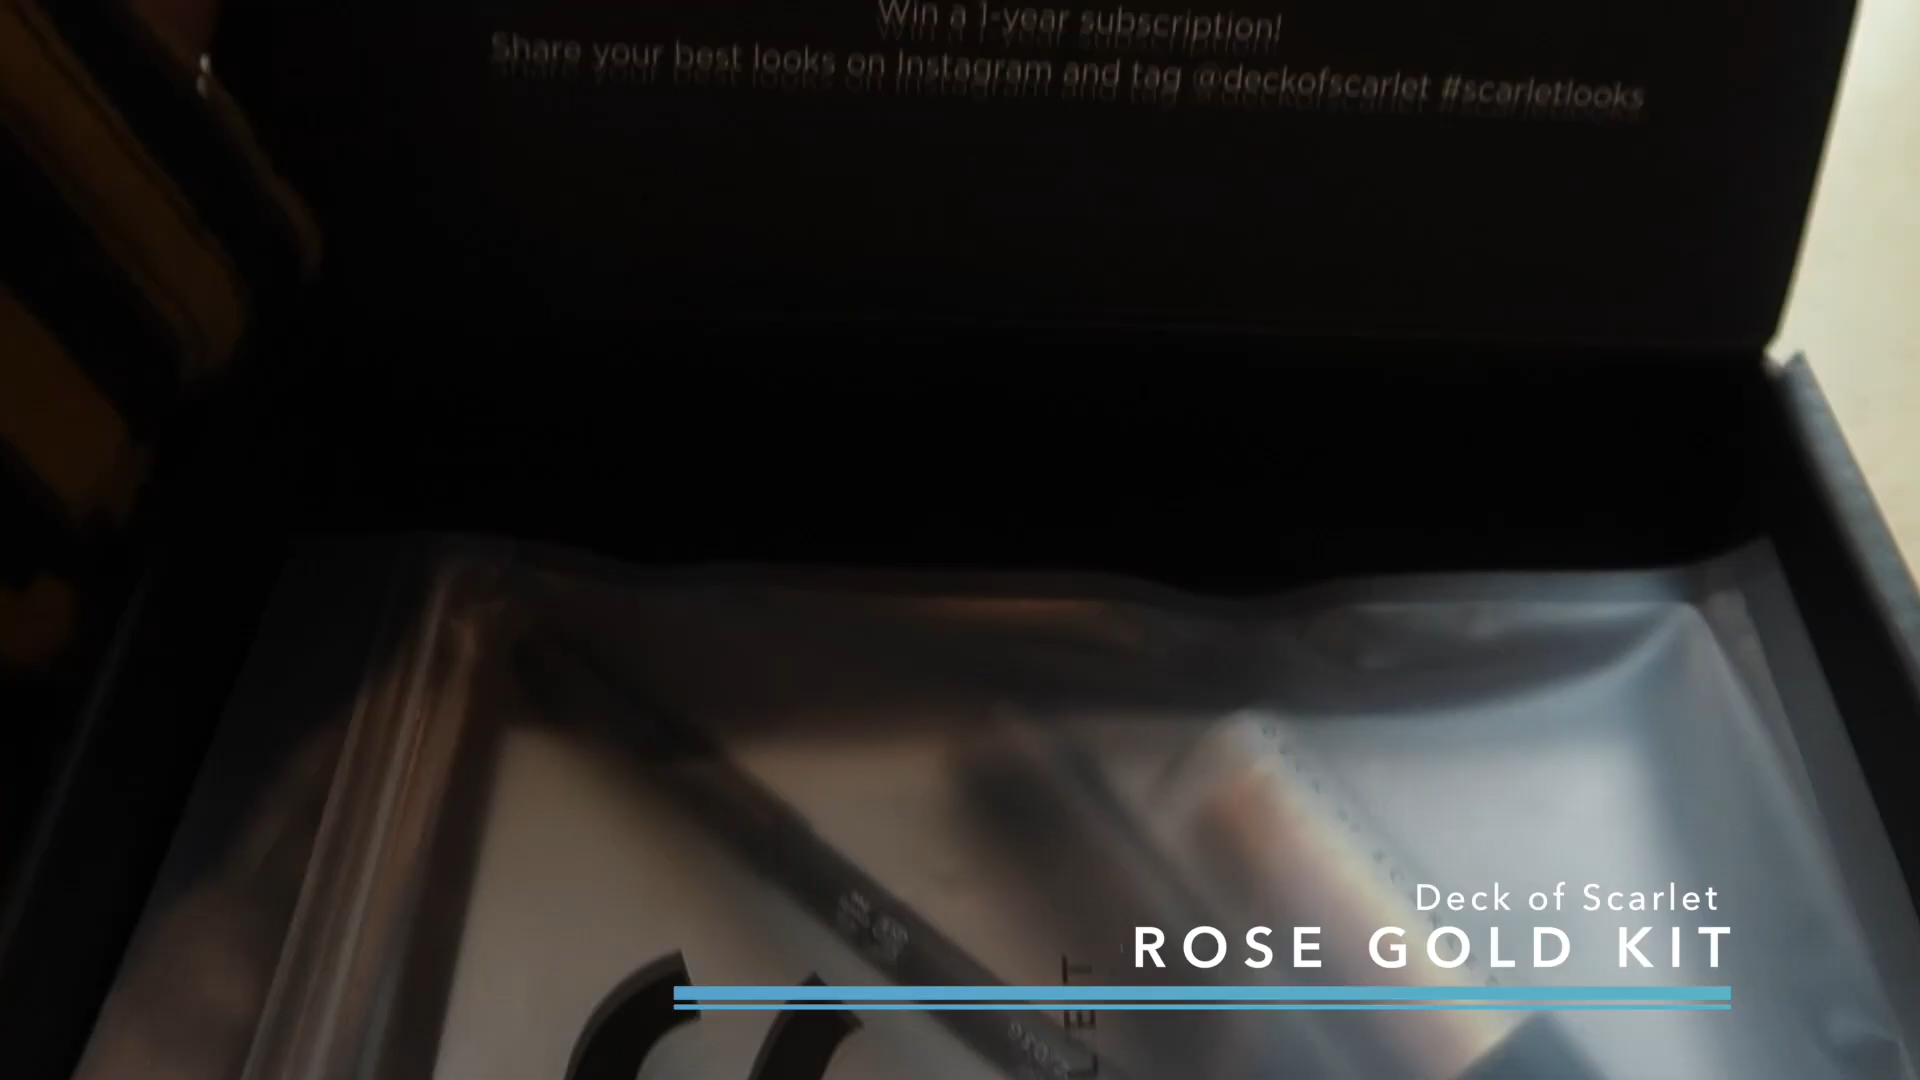 Win a 1-year subscription!
Share your best looks on Instagram and tag @deckofscarlet #scarletlooks
Deck of Scarlet
ROSE GOLD KIT